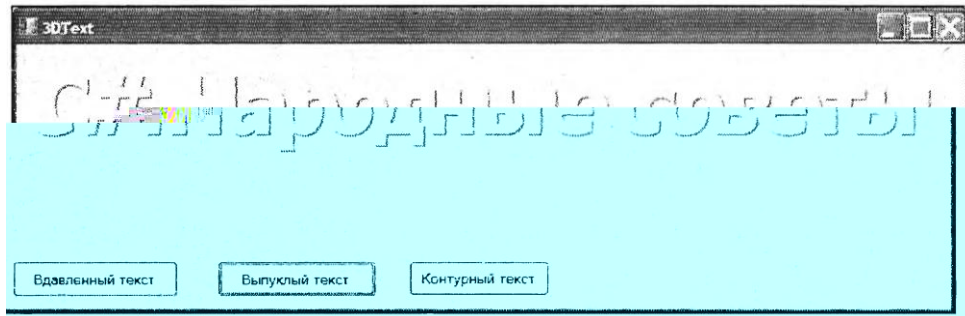 3DText
C#.Народные советы
Вдавленный текст Выпуклый текст Контурный текст